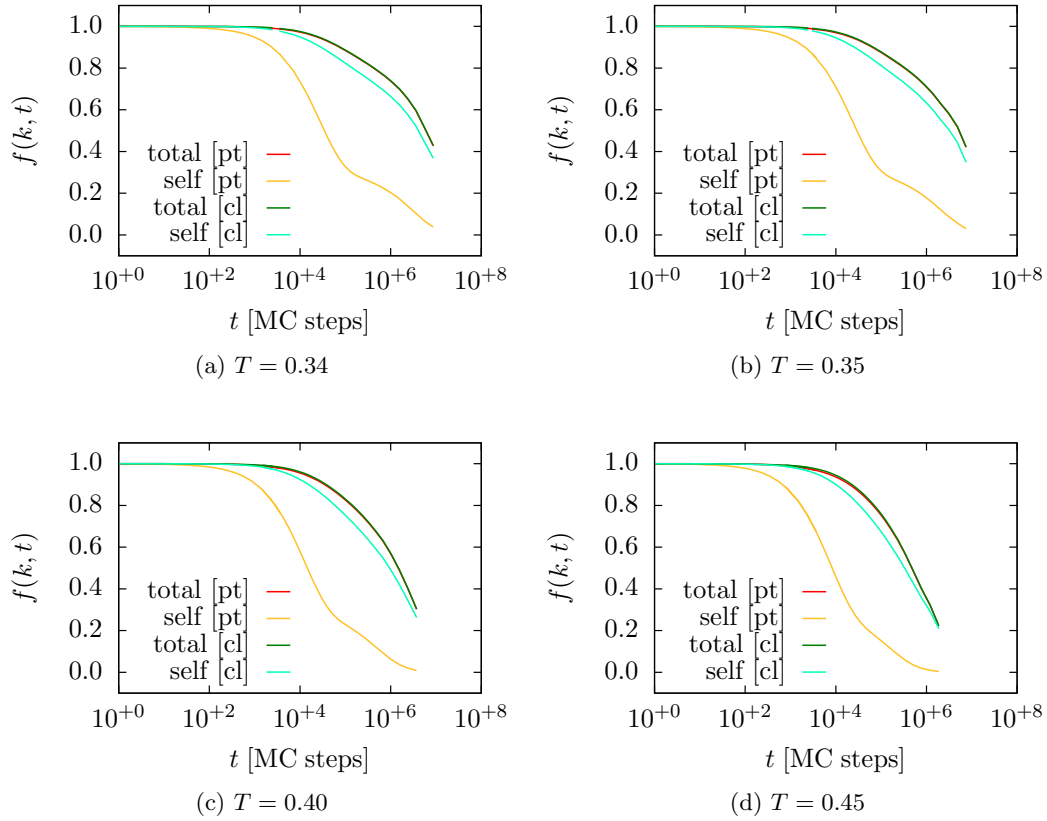 1.0
0.8
0.6
0.4
0.2
0.0
f(k, t)
total [pt]
self [pt]
total [cl]
self [cl]
10^{+0} 10^{+2} 10^{+4} 10^{+6} 10^{+8}
t [MC steps]
(a) T = 0.34
1.0
0.8
0.6
0.4
0.2
0.0
f(k, t)
total [pt]
self [pt]
total [cl]
self [cl]
10^{+0} 10^{+2} 10^{+4} 10^{+6} 10^{+8}
t [MC steps]
(b) T = 0.35
1.0
0.8
0.6
0.4
0.2
0.0
f(k, t)
total [pt]
self [pt]
total [cl]
self [cl]
10^{+0} 10^{+2} 10^{+4} 10^{+6} 10^{+8}
t [MC steps]
(c) T = 0.40
1.0
0.8
0.6
0.4
0.2
0.0
f(k, t)
total [pt]
self [pt]
total [cl]
self [cl]
10^{+0} 10^{+2} 10^{+4} 10^{+6} 10^{+8}
t [MC steps]
(d) T = 0.45